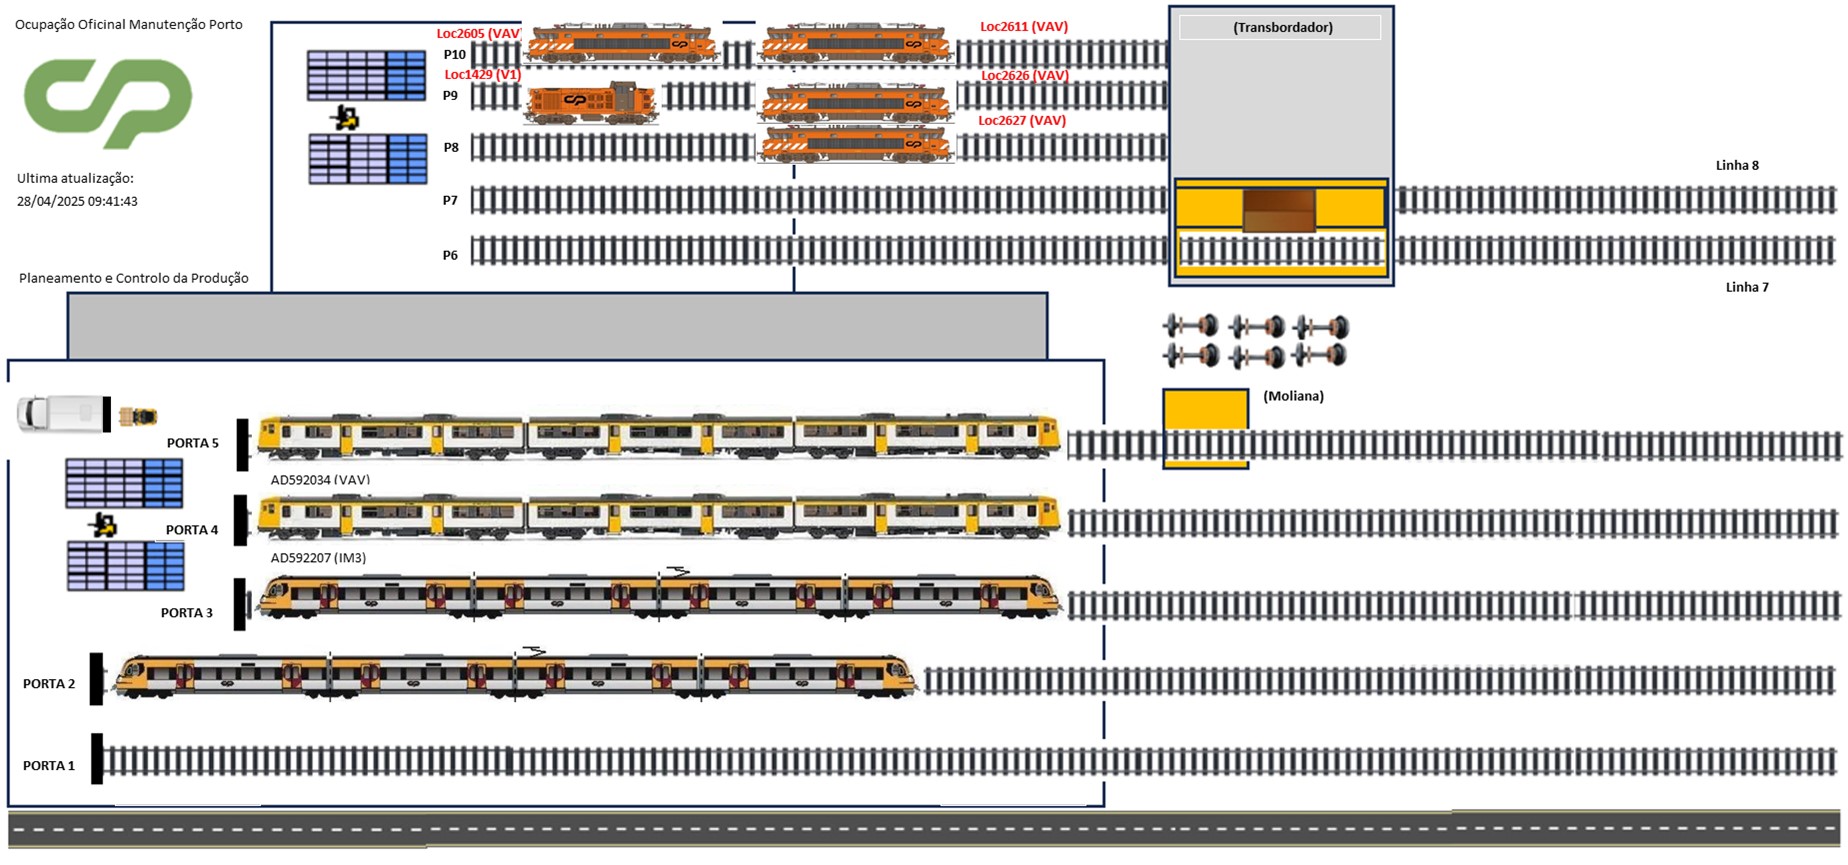 Ocupação Oficinal Manutenção Porto
Loc2605 (VAV)
Loc2611 (VAV)
(Transbordador)
P10
Loc1429 (V1)
Loc2626 (VAV)
P9
Loc2627 (VAV)
P8
Ultima atualização:
28/04/2025 09:41:43
Linha 8
P7
P6
Planeamento e Controlo da Produção
Linha 7
(Moliana)
PORTA 5
AD592034 (VAV)
PORTA 4
AD592207 (IM3)
PORTA 3
PORTA 2
PORTA 1